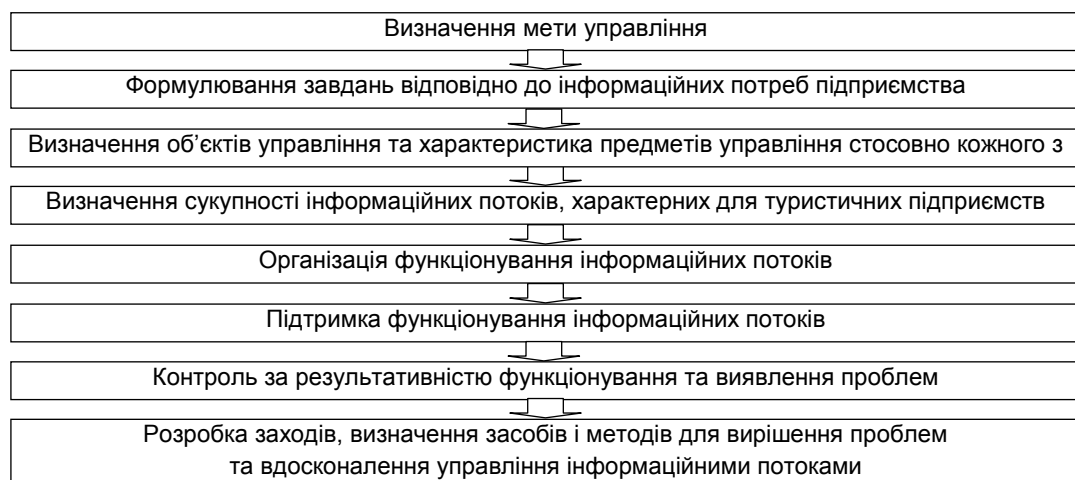 Визначення мети управління
Формулювання завдань відповідно до інформаційних потреб підприємства
Визначення об’єктів управління та характеристика предметів управління стосовно кожного з
Визначення сукупності інформаційних потоків, характерних для туристичних підприємств
Організація функціонування інформаційних потоків
Підтримка функціонування інформаційних потоків
Контроль за результативністю функціонування та виявлення проблем
Розробка заходів, визначення засобів і методів для вирішення проблем
та вдосконалення управління інформаційними потоками